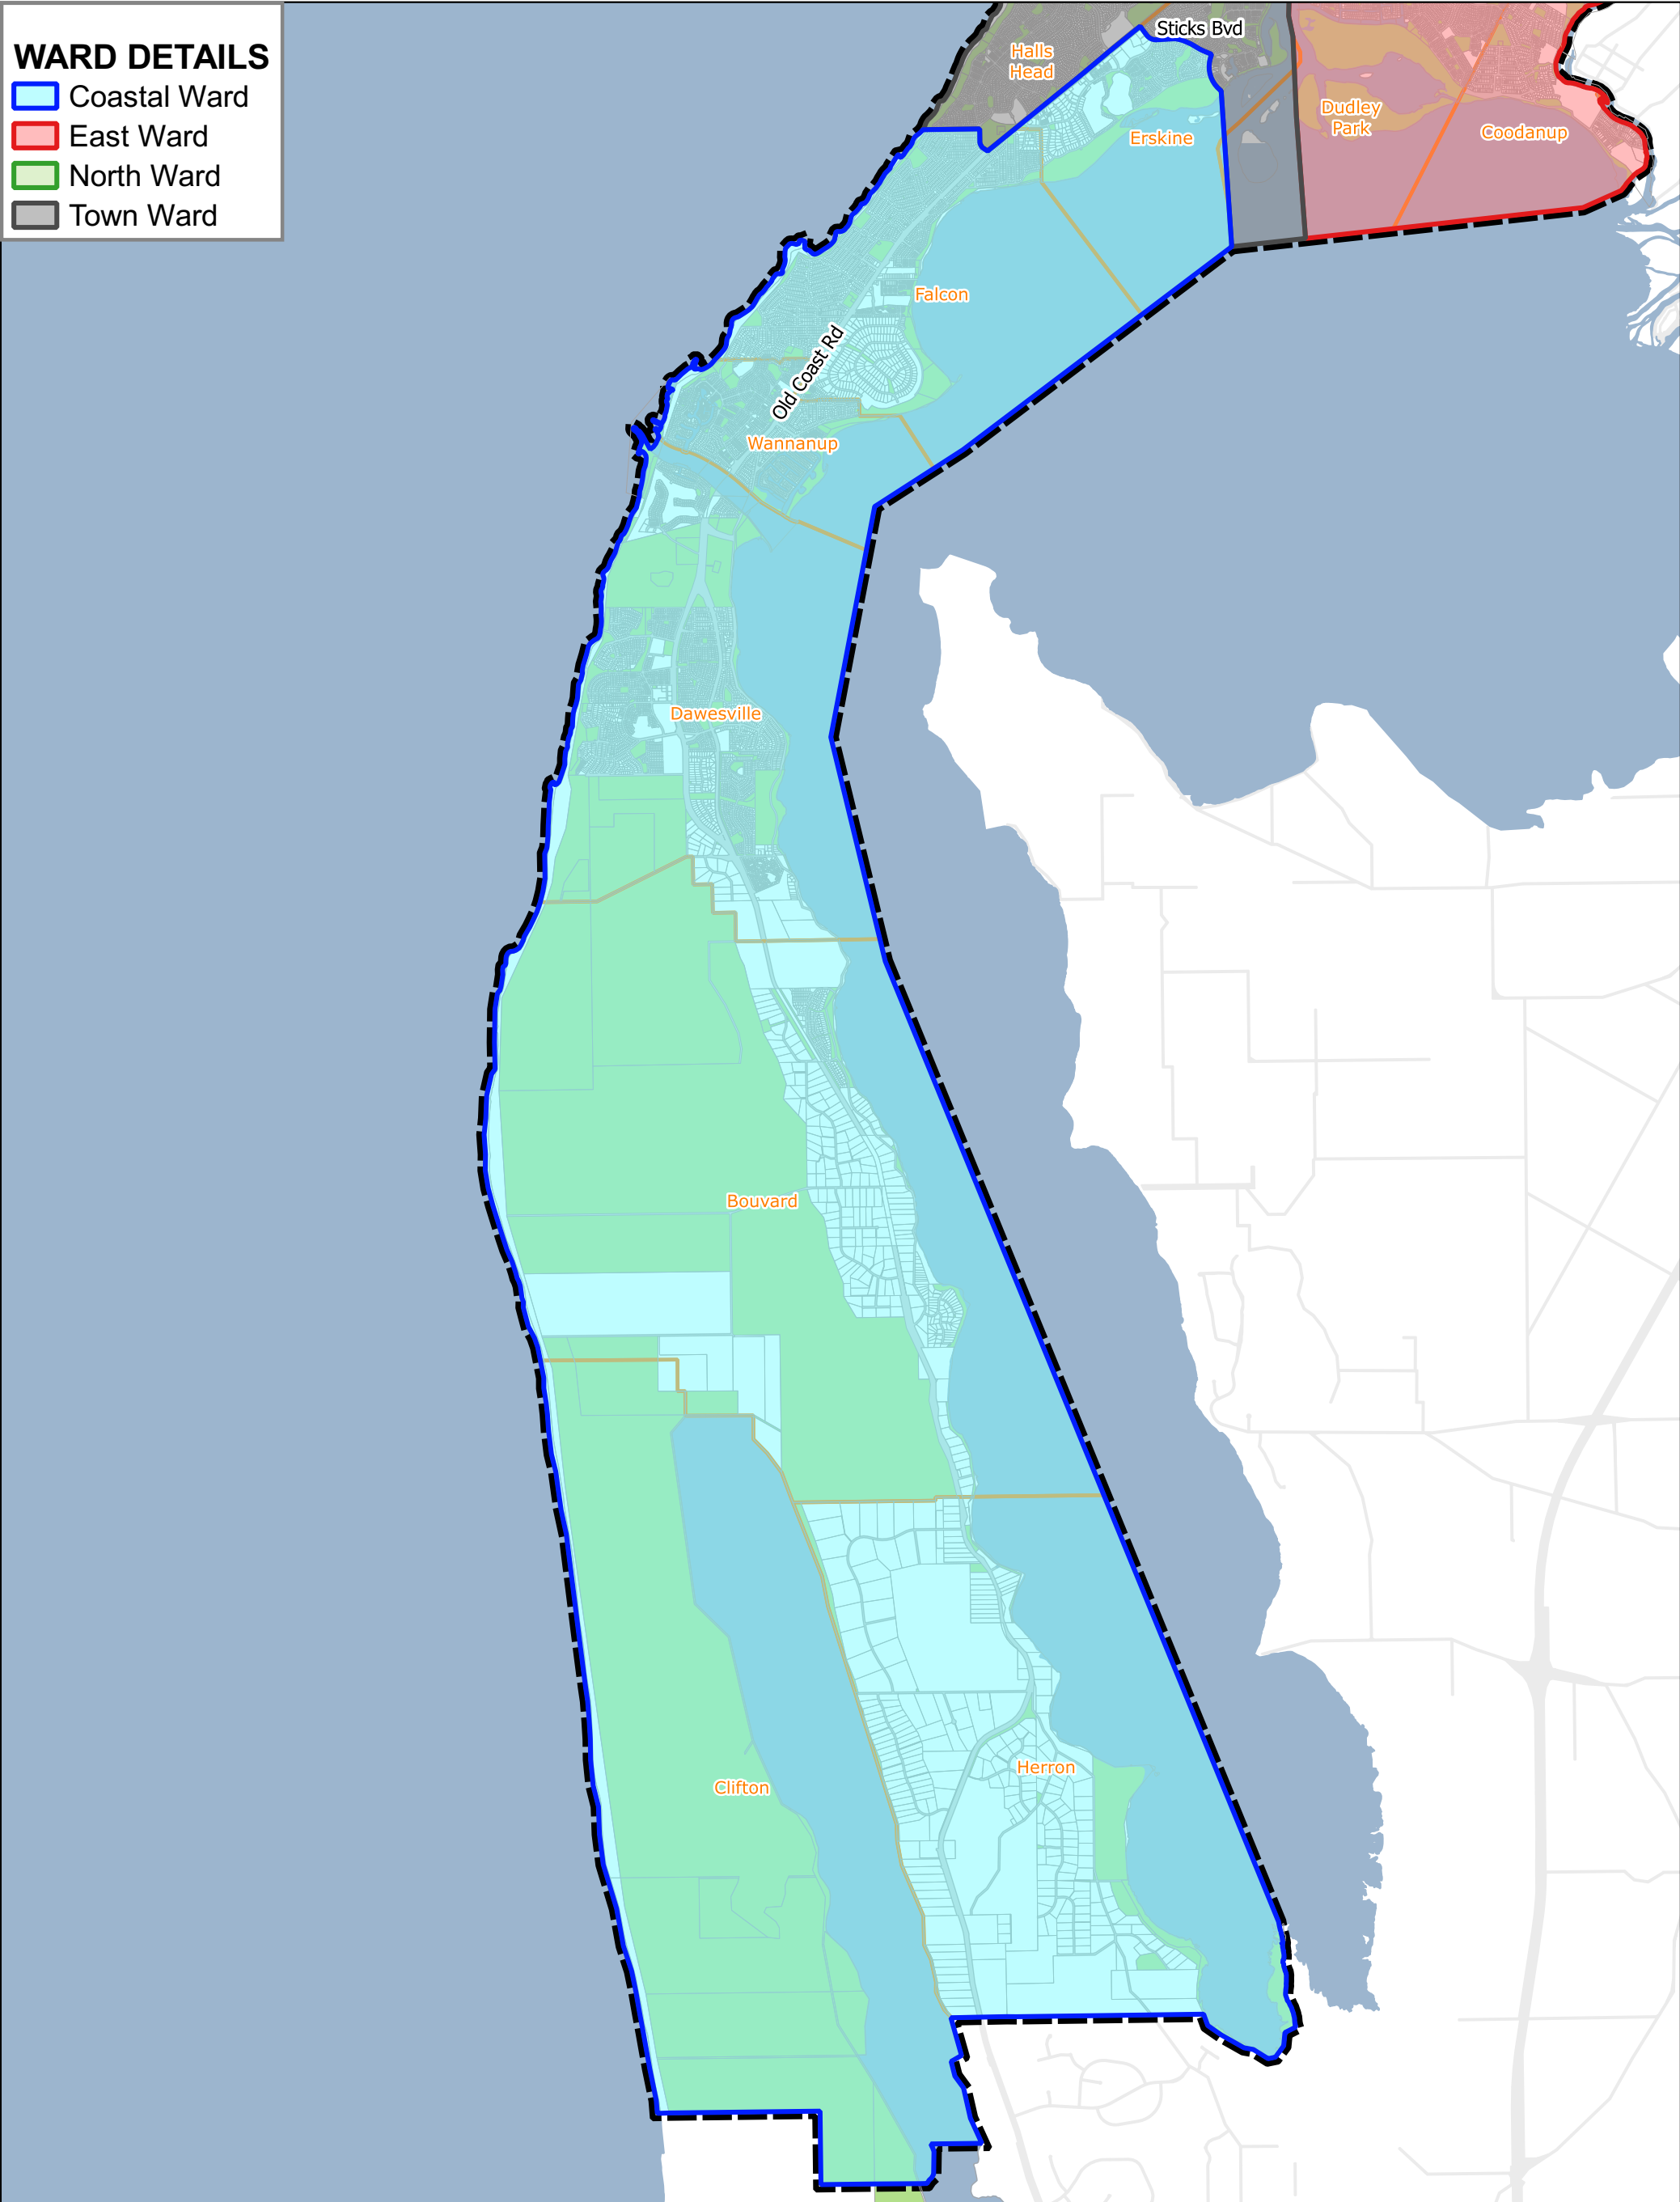 WARD DETAILS
Coastal Ward
East Ward
North Ward
Town Ward
Sticks Bvd
Halls
Head
Dudley
Park
Coodanup
Erskine
Falcon
Old Coast Rd
Wannanup
Dawesville
Bouvard
Herron
Clifton